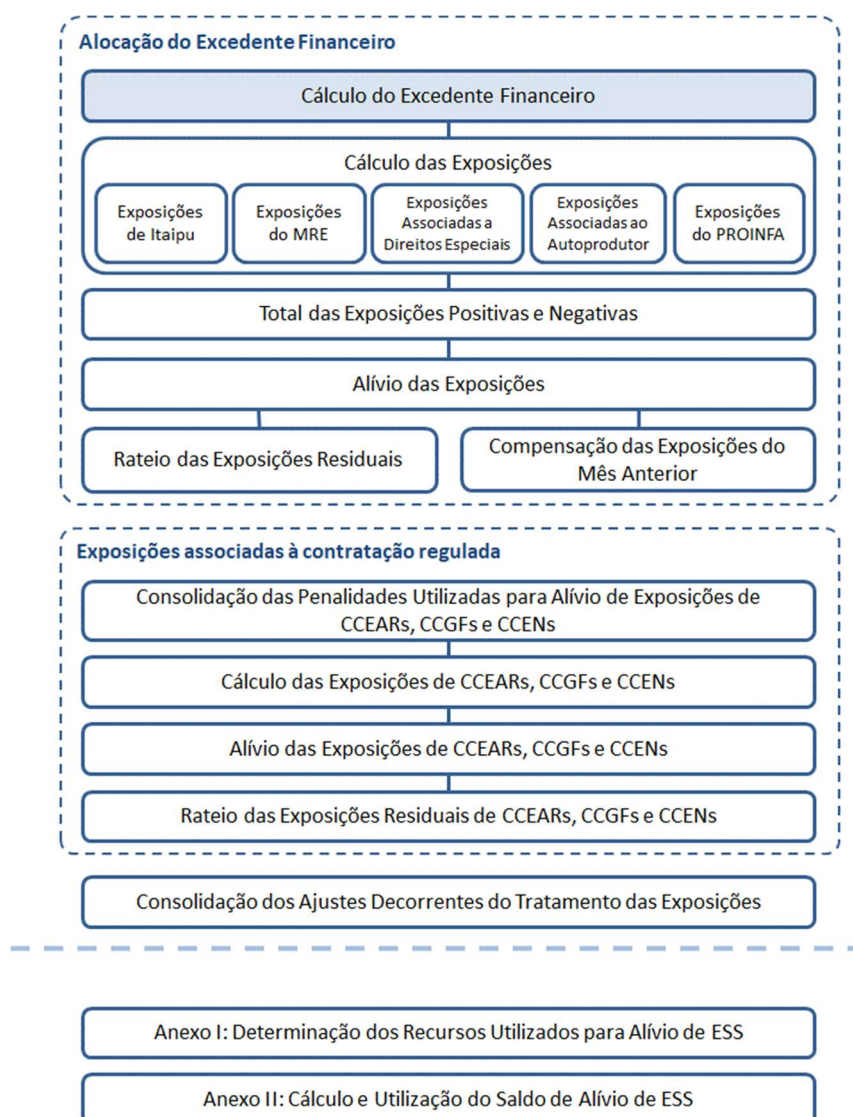 Alocação do Excedente Financeiro
Cálculo do Excedente Financeiro
Cálculo das Exposições
Exposições
de Itaipu
Exposições
do MRE
Exposições
Associadas a
Direitos Especiais
Exposições
Associadas ao
Autoprodutor
Exposições
do PROINFA
Total das Exposições Positivas e Negativas
Alívio das Exposições
Rateio das Exposições Residuais
Compensação das Exposições do
Mês Anterior
Exposições associadas à contratação regulada
Consolidação das Penalidades Utilizadas para Alívio de Exposições de
CCEARs, CCGFs e CCENs
Cálculo das Exposições de CCEARs, CCGFs e CCENs
Alívio das Exposições de CCEARs, CCGFs e CCENs
Rateio das Exposições Residuais de CCEARs, CCGFs e CCENs
Consolidação dos Ajustes Decorrentes do Tratamento das Exposições
Anexo I: Determinação dos Recursos Utilizados para Alívio de ESS
Anexo II: Cálculo e Utilização do Saldo de Alívio de ESS